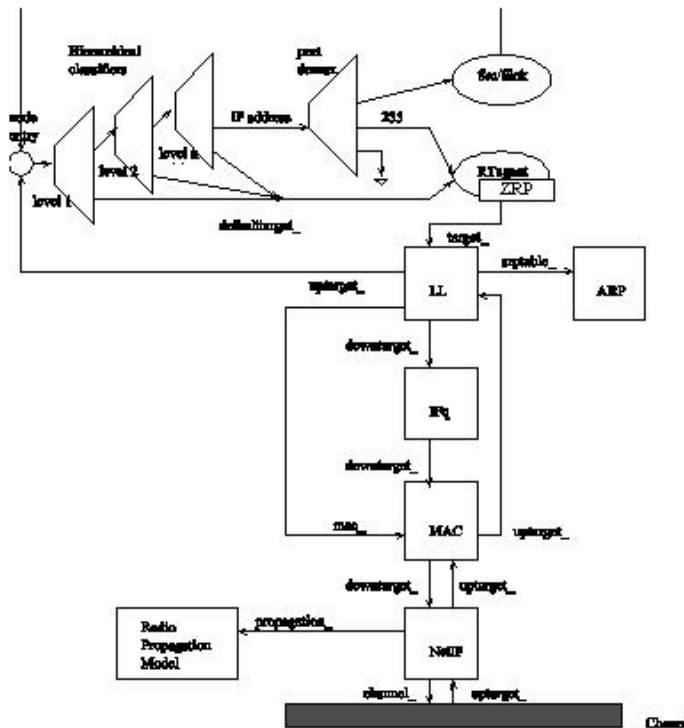 Hierarchical
classifiers
port
demux
Src/Sink
node
entry
IP address
255
level 1
level 2
level n
RTagent
ZRP
defaulttarget_
target_
uptarget_
arptable_
LL
ARP
downtarget_
IFq
downtarget_
mac_
MAC
uptarget_
downtarget_
uptarget_
Radio
Propagation
Model
propagation_
NetIF
channel_
uptarget_